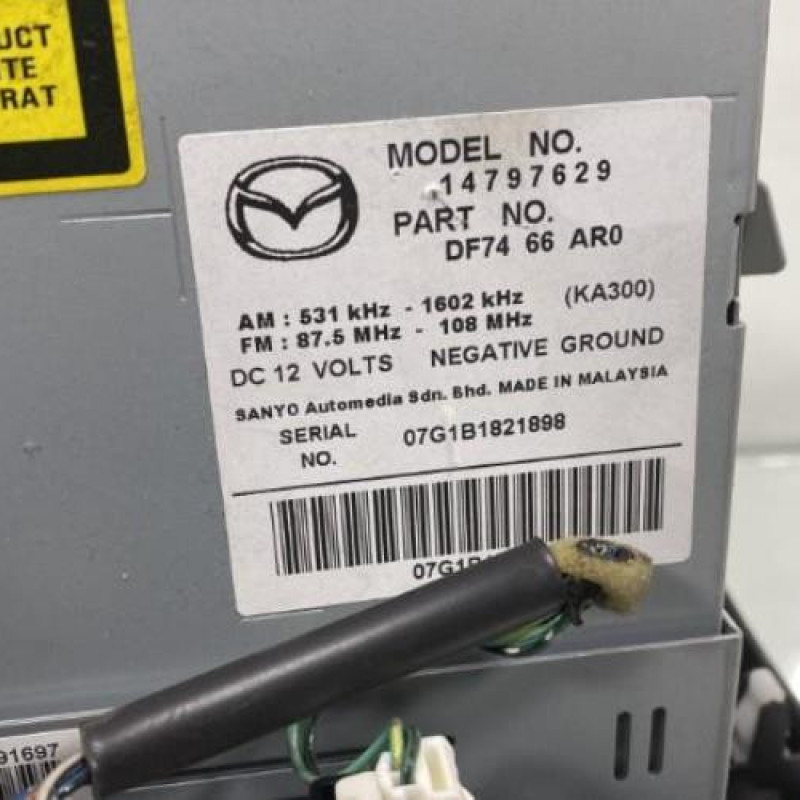 UCT
RAT
MODEL NO.
14797629
PART NO.
DF74 66 AR0
AM : 531 kHz - 1602 kHz (KA300)
FM : 87.5 MHz - 108 MHz
DC 12 VOLTS NEGATIVE GROUND
SANYO Automedia Sdn. Bhd. MADE IN MALAYSIA
SERIAL NO. 07G1B1821898
07G1B
91697